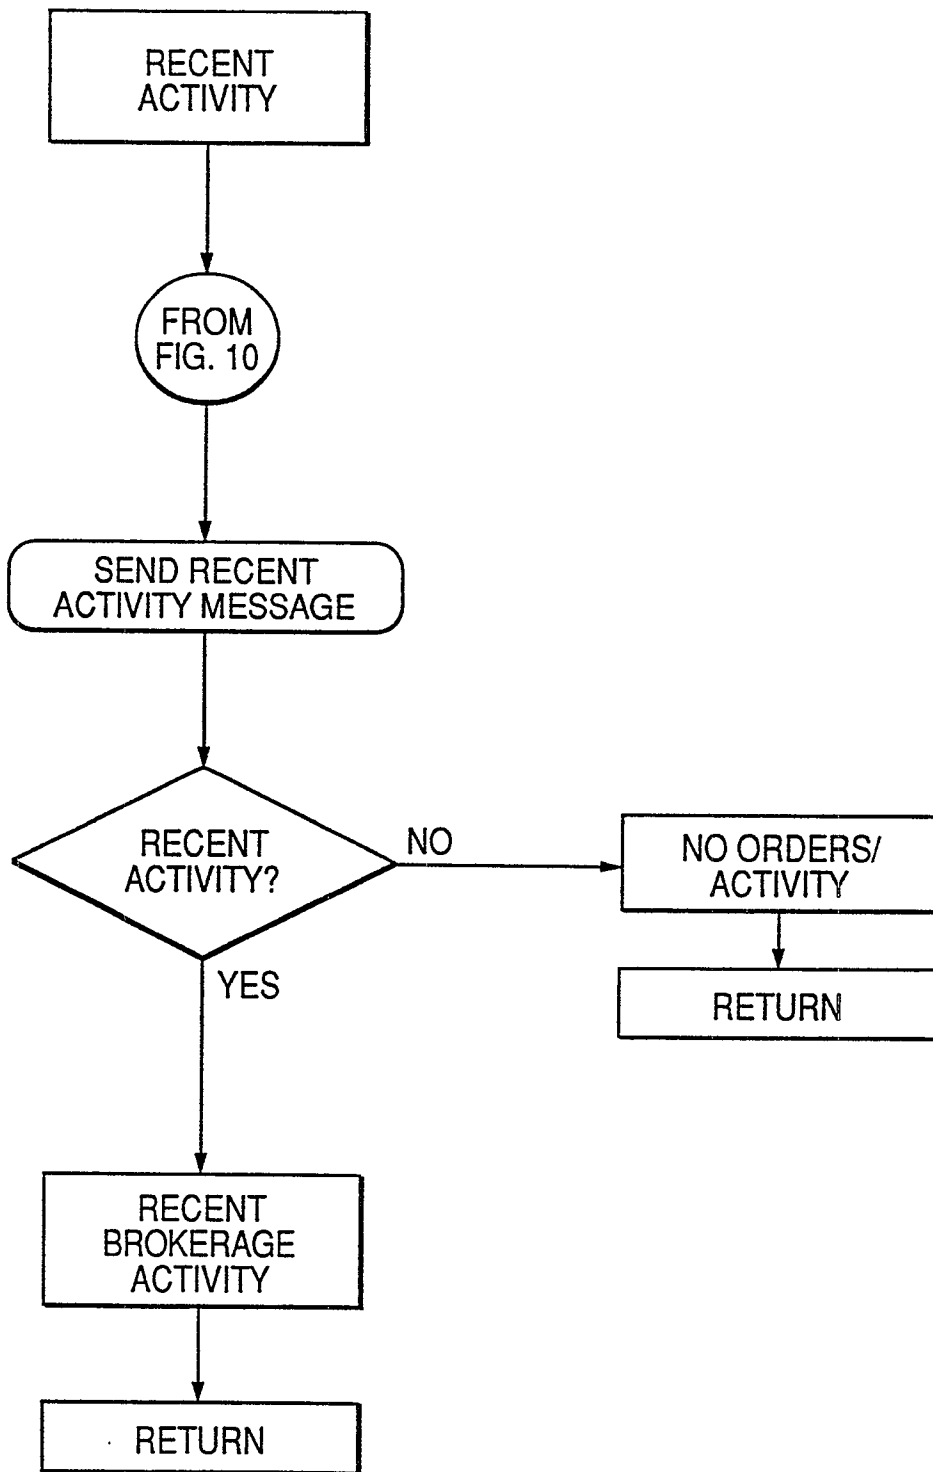 RECENT
ACTIVITY
FROM
FIG. 10
SEND RECENT
ACTIVITY MESSAGE
RECENT
ACTIVITY?
NO
NO ORDERS/
ACTIVITY
RETURN
YES
RECENT
BROKERAGE
ACTIVITY
RETURN